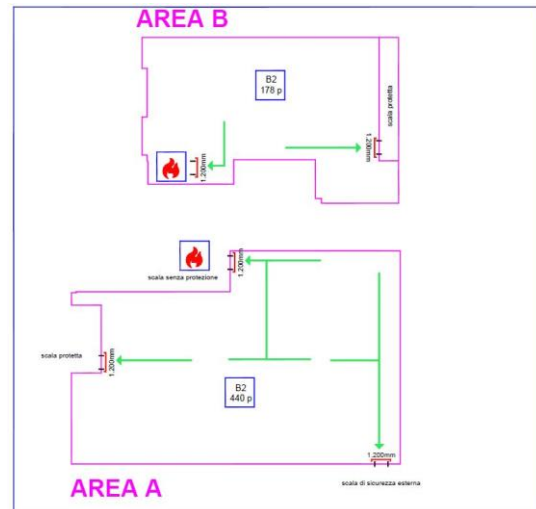 AREA B
B2
178 p
scala protetta
1.200mm
1.200mm
1.200mm
scala senza protezione
scala protetta
1.200mm
B2
440 p
1.200mm
scala di sicurezza esterna
AREA A